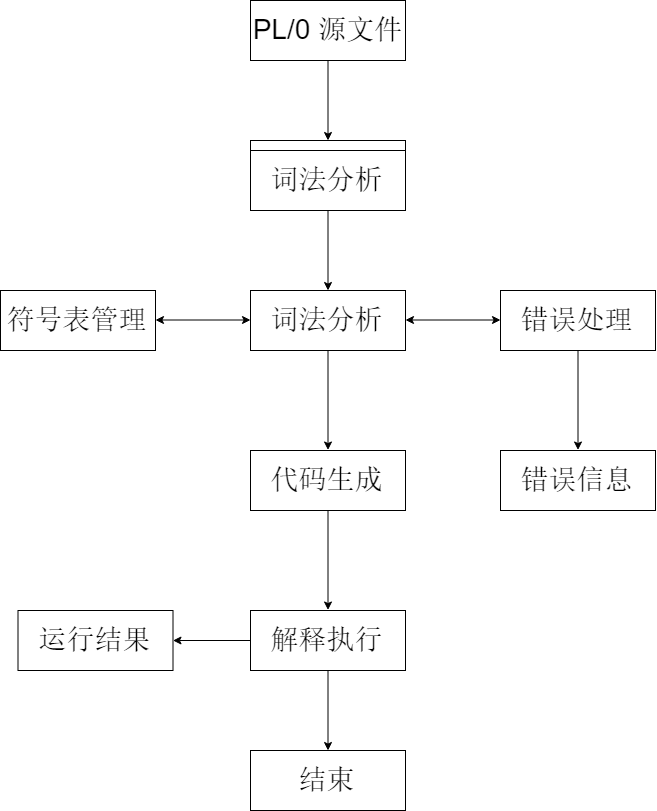 PL/0 源文件
词法分析
符号表管理
词法分析
错误处理
代码生成
错误信息
运行结果
解释执行
结束